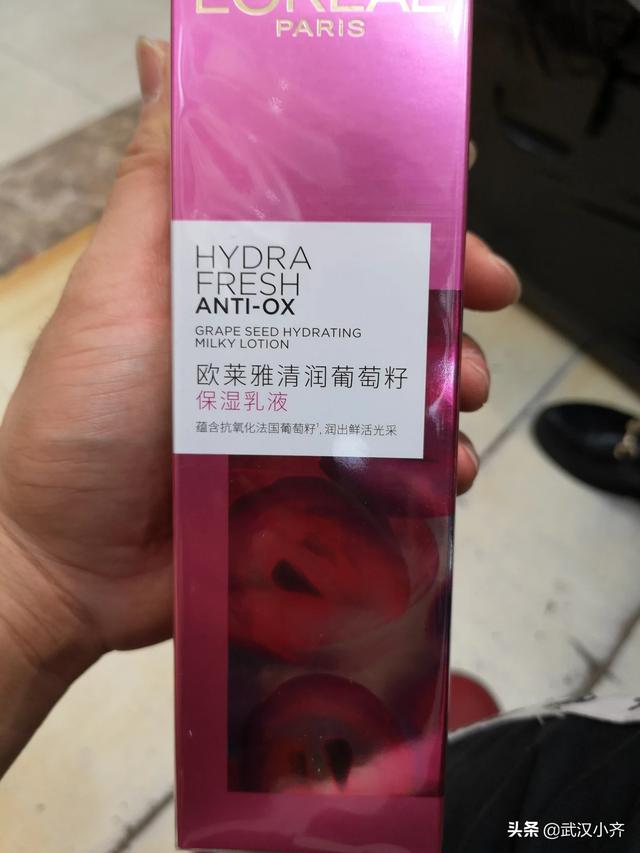 L'ORÉAL
PARIS
HYDRA
FRESH
ANTI-OX
GRAPE SEED HYDRATING
MILKY LOTION
欧莱雅清润葡萄籽
保湿乳液
蕴含抗氧化法国葡萄籽¹, 润出鲜活光采
头条 @武汉小齐